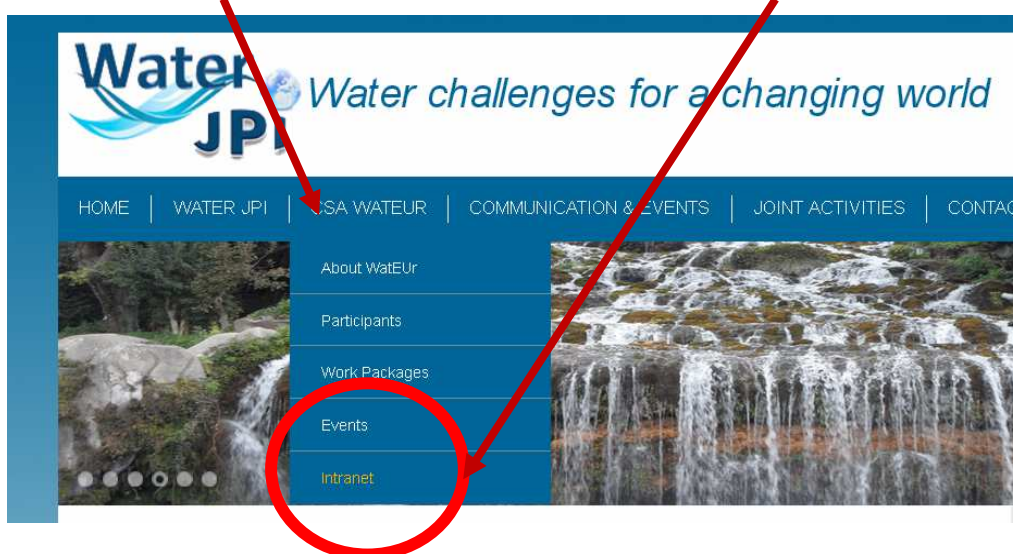 Water
JPI
Water challenges for a changing world
HOME | WATER JPI | CSA WATEUR | COMMUNICATION & EVENTS | JOINT ACTIVITIES | CONTAC
About WatEUr
Participants
Work Packages
Events
Intranet